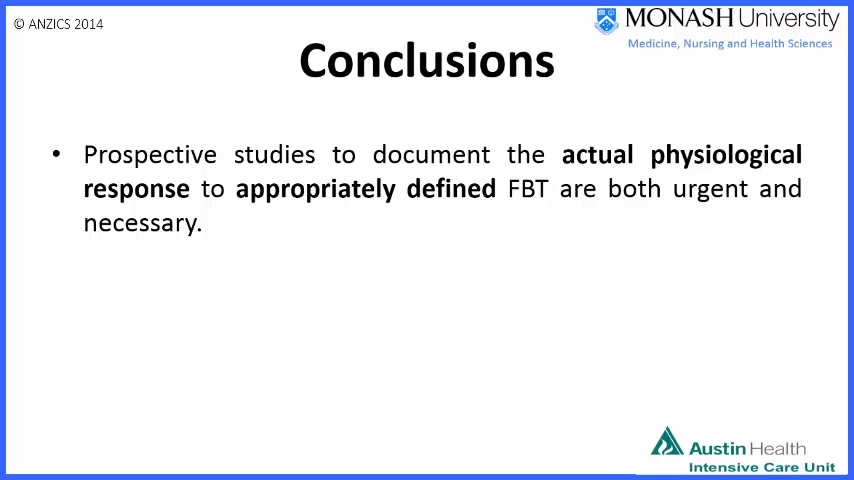 © ANZICS 2014
MONASH University
Medicine, Nursing and Health Sciences
Conclusions
• Prospective studies to document the actual physiological
response to appropriately defined FBT are both urgent and
necessary.
Austin Health
Intensive Care Unit